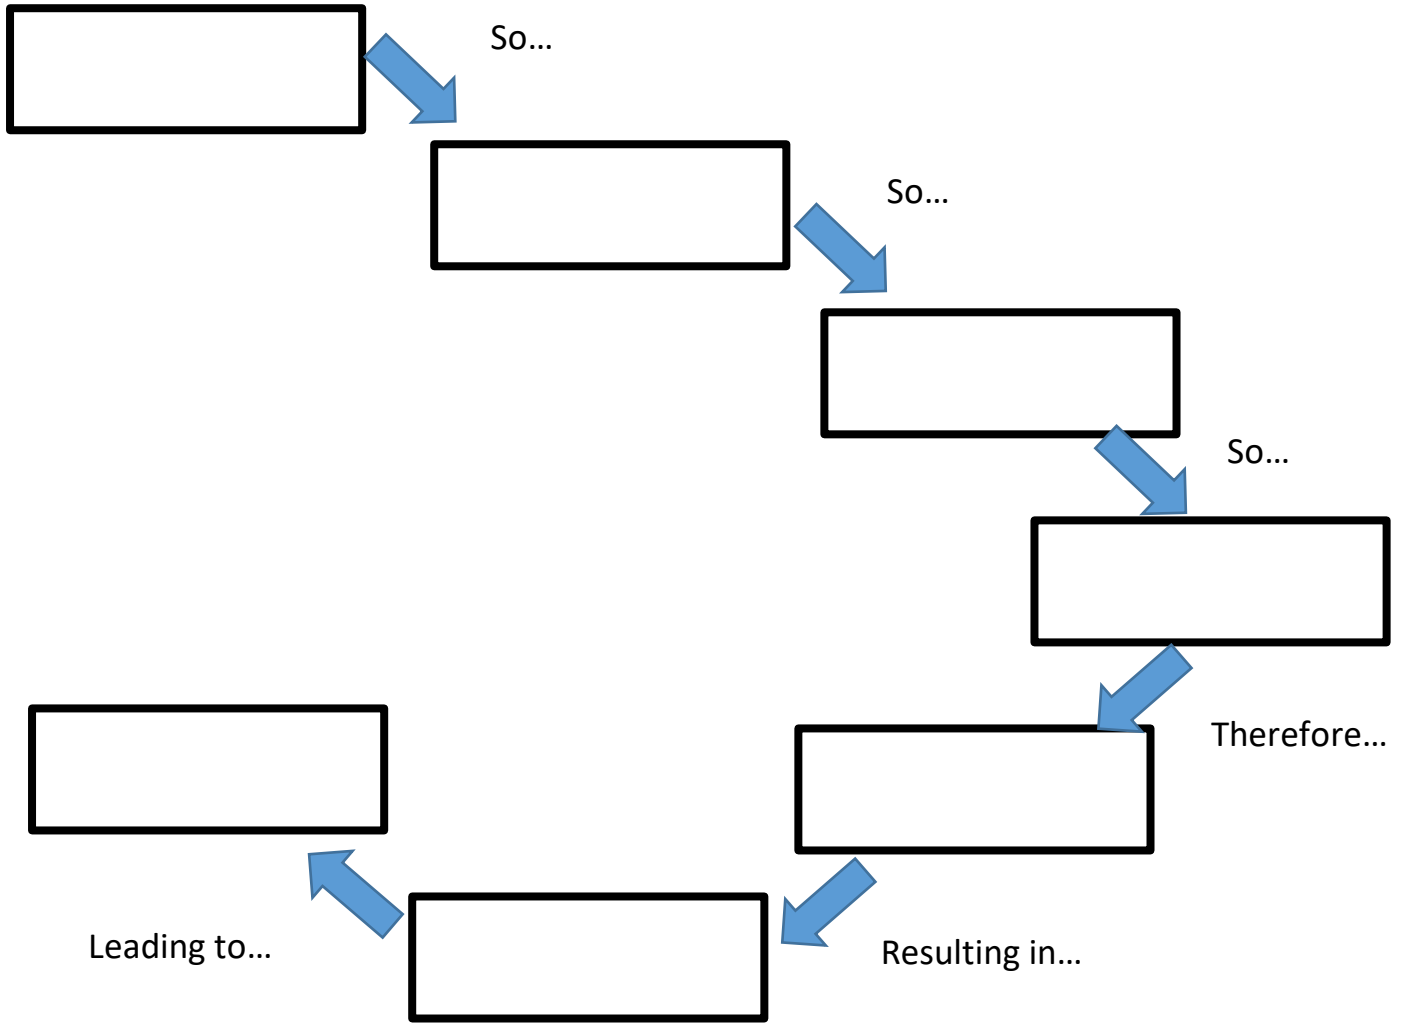 So…
So…
So…
Therefore…
Resulting in…
Leading to…